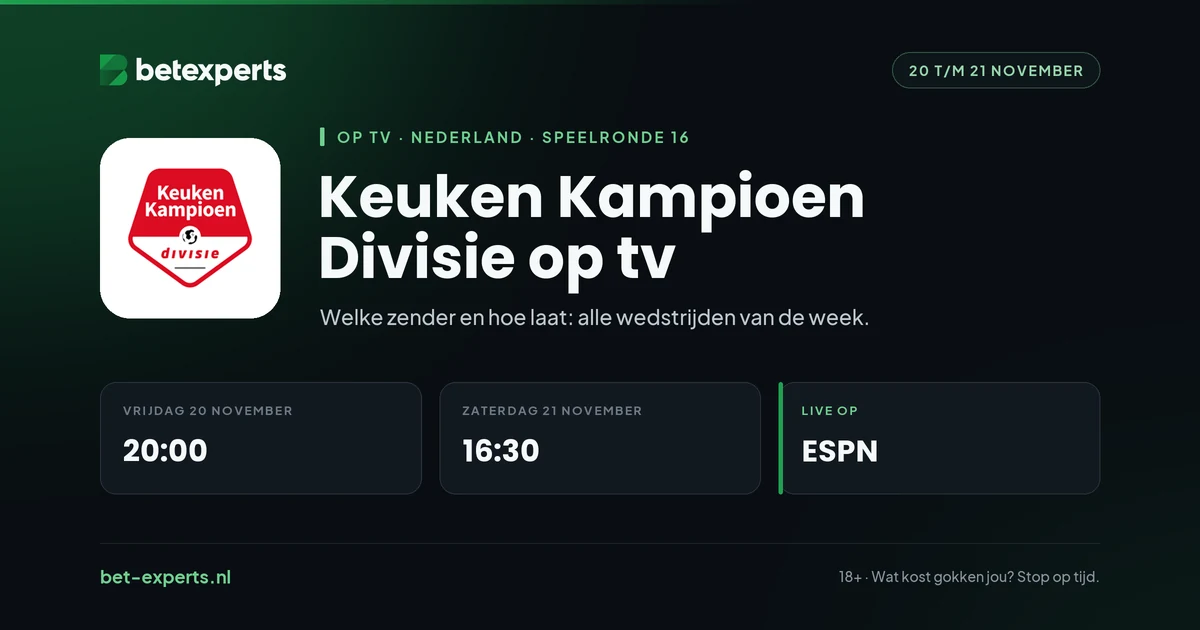 betexperts
20 T/M 21 NOVEMBER
OP TV · NEDERLAND · SPEELRONDE 16
Keuken
Kampioen
divisie
Keuken Kampioen
Divisie op tv
Welke zender en hoe laat: alle wedstrijden van de week.
VRIJDAG 20 NOVEMBER
20:00
ZATERDAG 21 NOVEMBER
16:30
LIVE OP
ESPN
bet-experts.nl
18+ · Wat kost gokken jou? Stop op tijd.